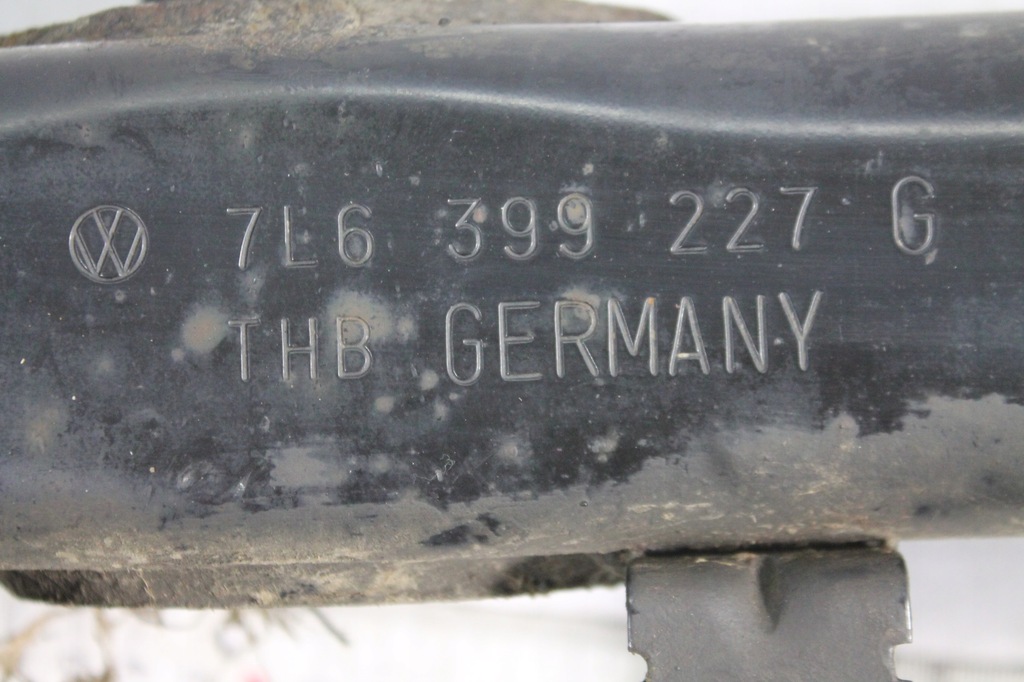 7L6 399 227 G
THB GERMANY